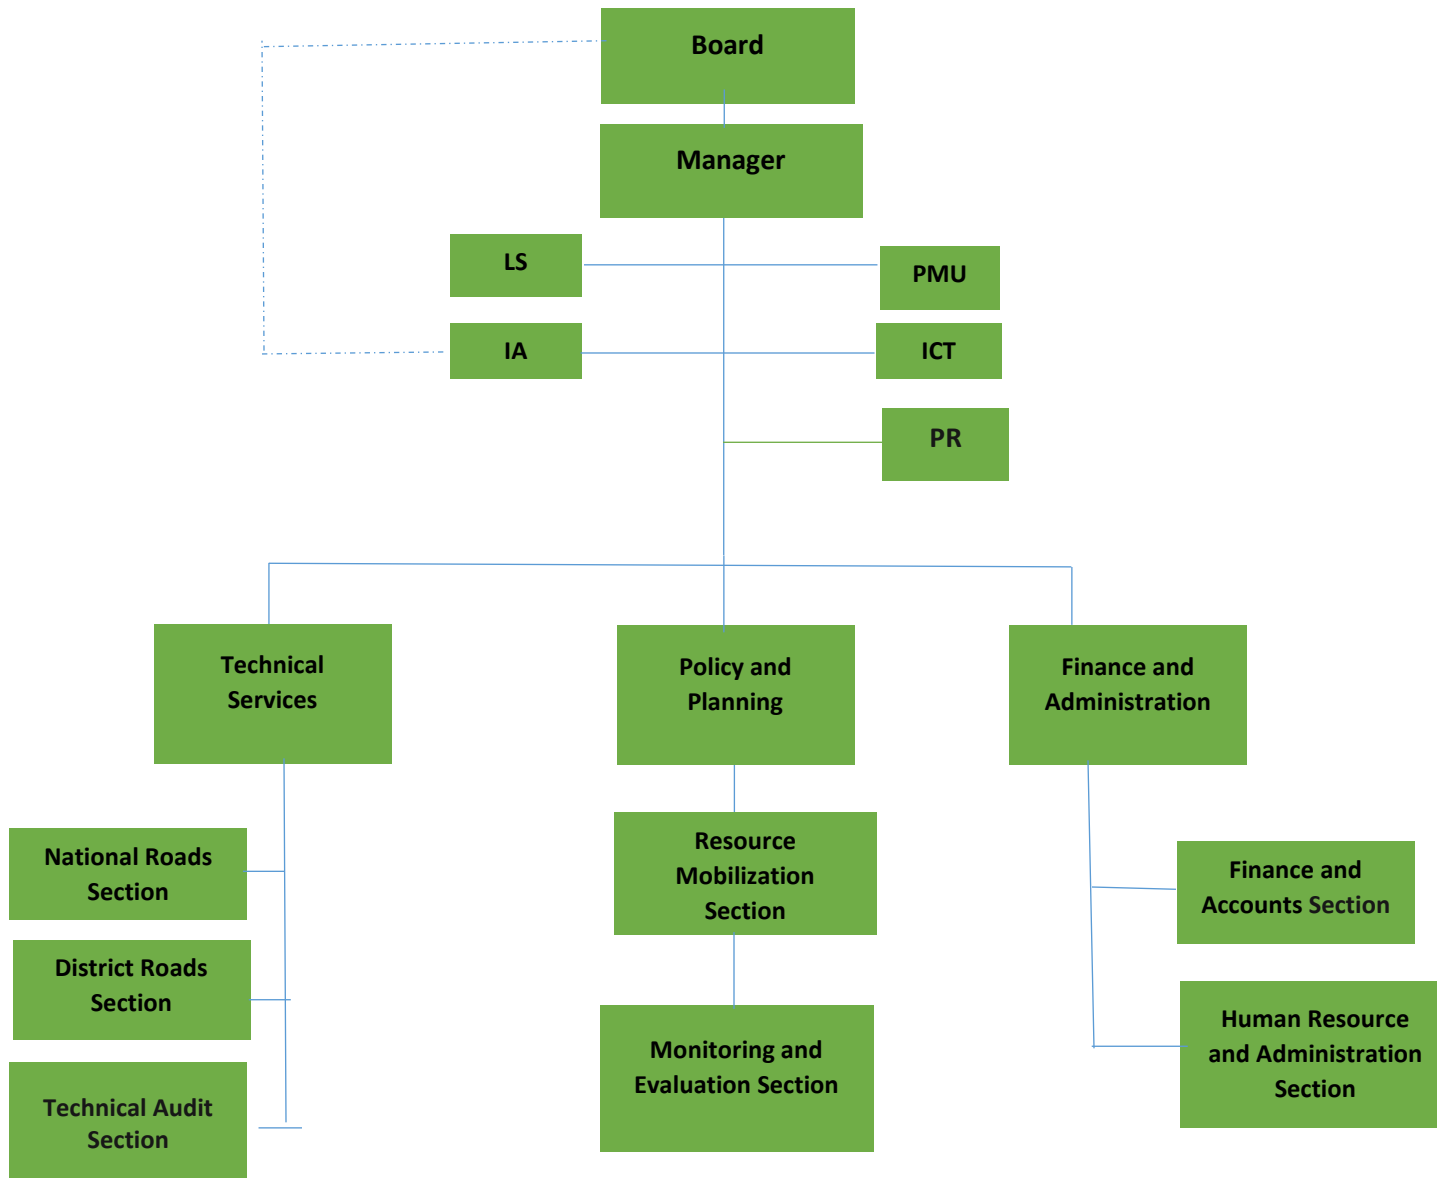 Board
Manager
LS
PMU
IA
ICT
PR
Technical
Services
Policy and
Planning
Finance and
Administration
National Roads
Section
District Roads
Section
Technical Audit
Section
Resource
Mobilization
Section
Monitoring and
Evaluation Section
Finance and
Accounts Section
Human Resource
and Administration
Section